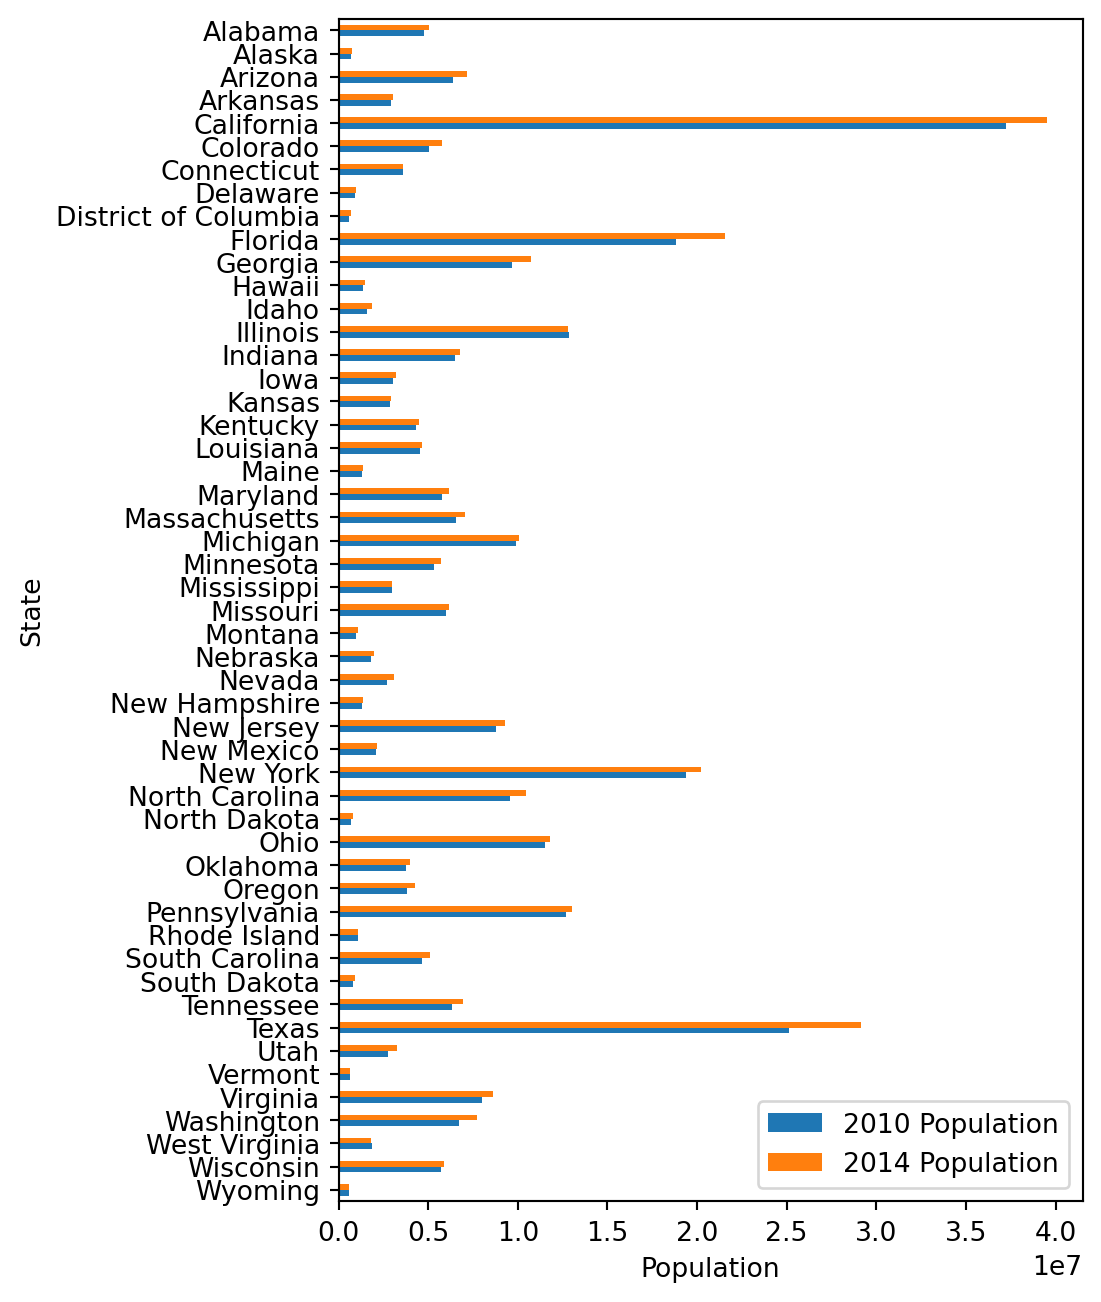 Alabama
Alaska
Arizona
Arkansas
California
Colorado
Connecticut
Delaware
District of Columbia
Florida
Georgia
Hawaii
Idaho
Illinois
Indiana
Iowa
Kansas
Kentucky
Louisiana
Maine
Maryland
Massachusetts
Michigan
Minnesota
Mississippi
Missouri
Montana
Nebraska
Nevada
New Hampshire
New Jersey
New Mexico
New York
North Carolina
North Dakota
Ohio
Oklahoma
Oregon
Pennsylvania
Rhode Island
South Carolina
South Dakota
Tennessee
Texas
Utah
Vermont
Virginia
Washington
West Virginia
Wisconsin
Wyoming
State
2010 Population
2014 Population
0.0 0.5 1.0 1.5 2.0 2.5 3.0 3.5 4.0
1e7
Population